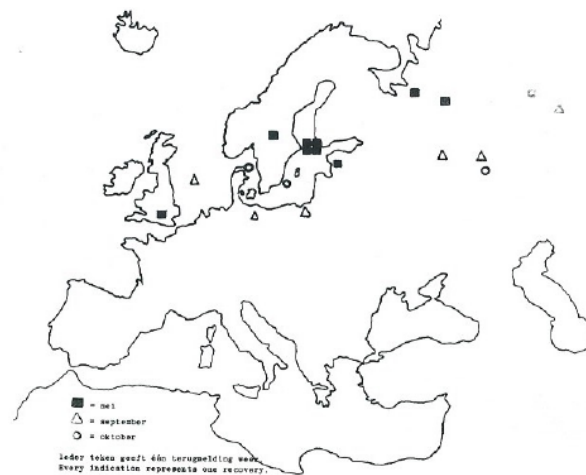 = mei
= september
= oktober
Ieder teken geeft één terugmelding weer.
Every indication represents one recovery.